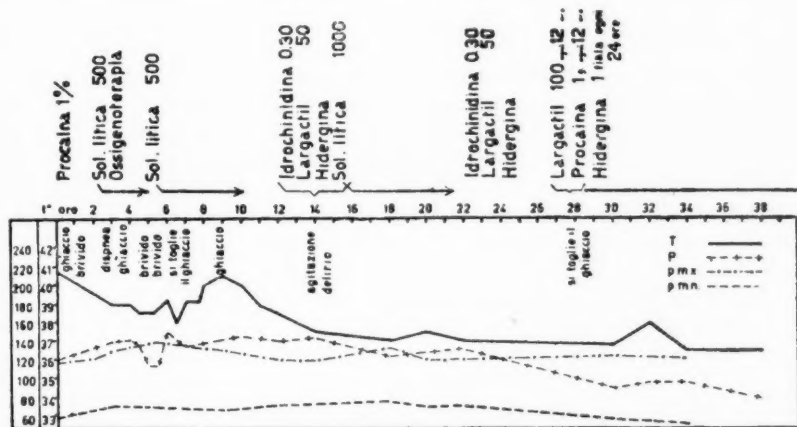 Procaina 1%
Sol. litica 500
Ossigenoterapia
Sol. litica 500
Idrochinidina 0.30
Largactil 50
Hidergina
Sol. litica 1000
Idrochinidina 0.30
Largactil 50
Hidergina
Largactil 100 - 12
Procaina 1, - 12
Hidergina 1 fiala ogni
24 ore
t° ore 2 4 6 8 10 12 14 16 18 20 22 24 26 28 30 32 34 36 38
240 42°
220 41°
200 40°
180 39°
160 38°
140 37°
100 36°
80 35°
60 33°
ghiaccio
brivido
dispnea
ghiaccio
brivido
brivido
si toglie
il ghiaccio
ghiaccio
agitazione
delirio
si toglie il
ghiaccio
T
P
pmx
pmn